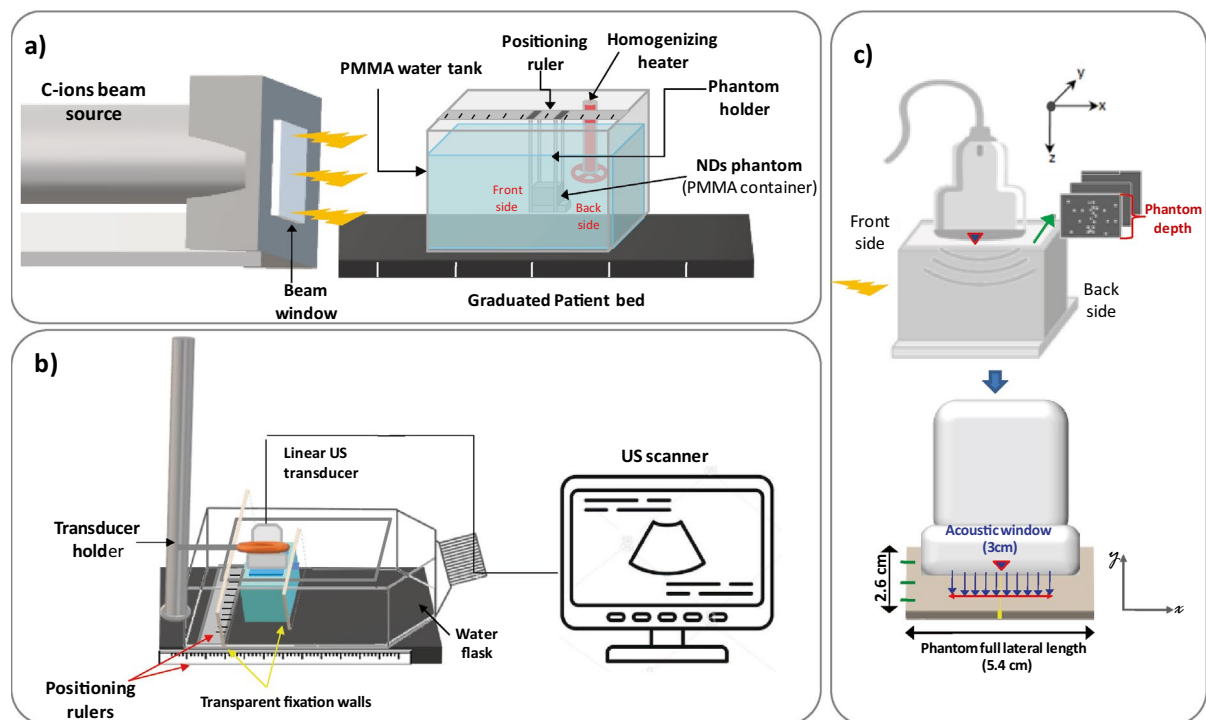 a)
C-ions beam
source
PMMA water tank
Positioning
ruler
Homogenizing
heater
Phantom
holder
NDs phantom
(PMMA container)
Front
side
Back
side
Beam
window
Graduated Patient bed
b)
Linear US
transducer
US scanner
Transducer
holder
Water
flask
Positioning
rulers
Transparent fixation walls
c)
y
x
z
Phantom
depth
Front
side
Back
side
Acoustic window
(3cm)
2.6 cm
y
x
Phantom full lateral length
(5.4 cm)